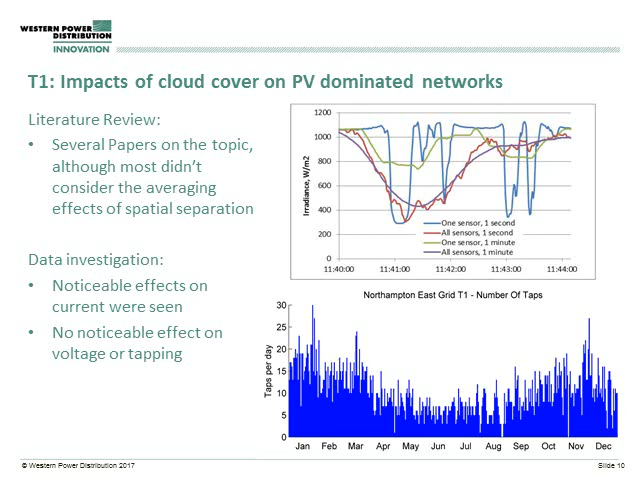 WESTERN POWER
DISTRIBUTION
INNOVATION
T1: Impacts of cloud cover on PV dominated networks
Literature Review:
• Several Papers on the topic,
although most didn't
consider the averaging
effects of spatial separation
Data investigation:
• Noticeable effects on
current were seen
• No noticeable effect on
voltage or tapping
Irradiance, W/m2
1200
1000
800
600
400
200
0
One sensor, 1 second
All sensors, 1 second
One sensor, 1 minute
All sensors, 1 minute
11:40:00 11:41:00 11:42:00 11:43:00 11:44:00
Northampton East Grid T1 - Number Of Taps
Taps per day
30
25
20
15
10
5
0
Jan Feb Mar Apr May Jun Jul Aug Sep Oct Nov Dec
© Western Power Distribution 2017
Slide 10